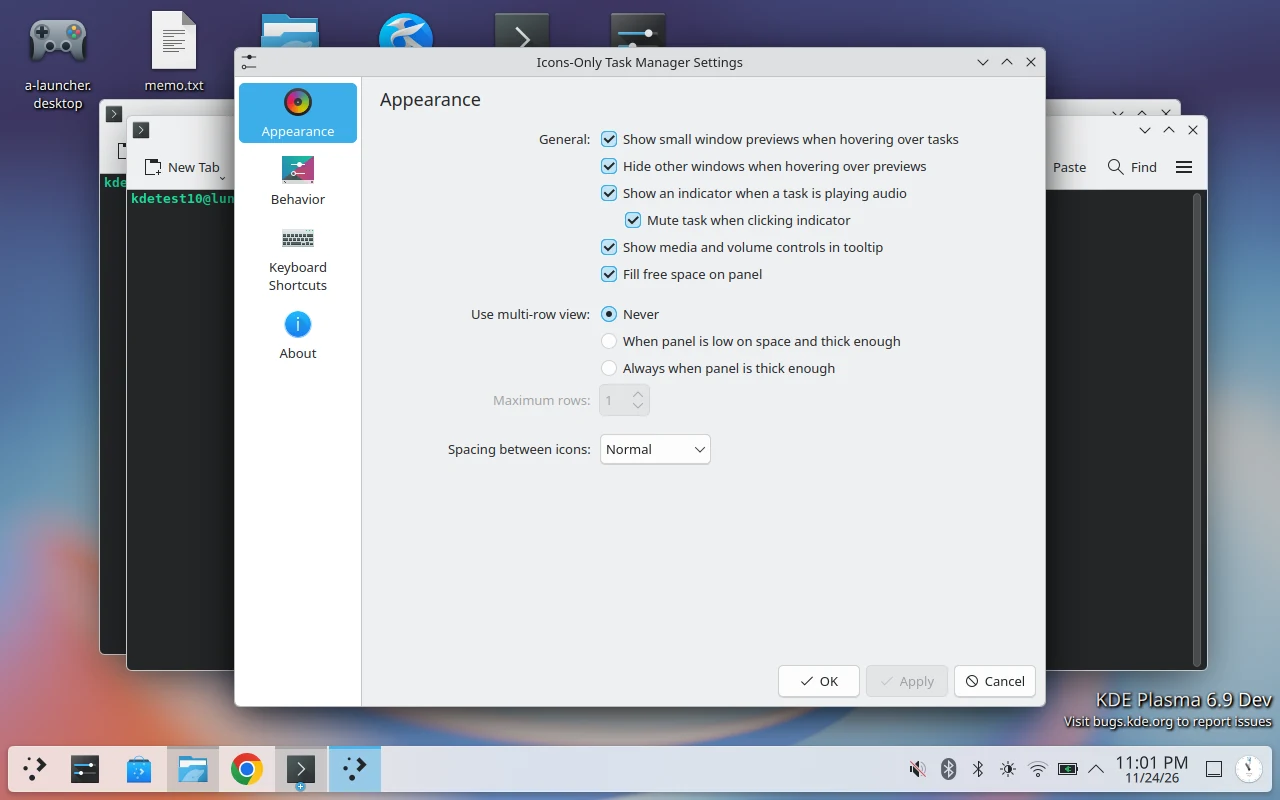 a-launcher.
desktop
memo.txt
Icons-Only Task Manager Settings
New Tab
Paste
Find
kde
kdetest10@lun
Appearance
Behavior
Keyboard
Shortcuts
About
Appearance
General:
Show small window previews when hovering over tasks
Hide other windows when hovering over previews
Show an indicator when a task is playing audio
Mute task when clicking indicator
Show media and volume controls in tooltip
Fill free space on panel
Use multi-row view:
Never
When panel is low on space and thick enough
Always when panel is thick enough
Maximum rows:
1
Spacing between icons:
Normal
OK
Apply
Cancel
KDE Plasma 6.9 Dev
Visit bugs.kde.org to report issues
11:01 PM
11/24/26